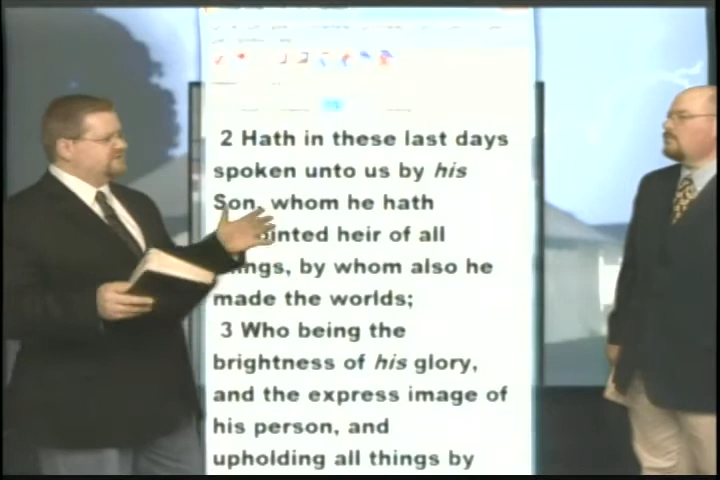 2 Hath in these last days
spoken unto us by his
Son, whom he hath
inted heir of all
ngs, by whom also he
made the worlds;
3 Who being the
brightness of his glory,
and the express image of
his person, and
upholding all things by